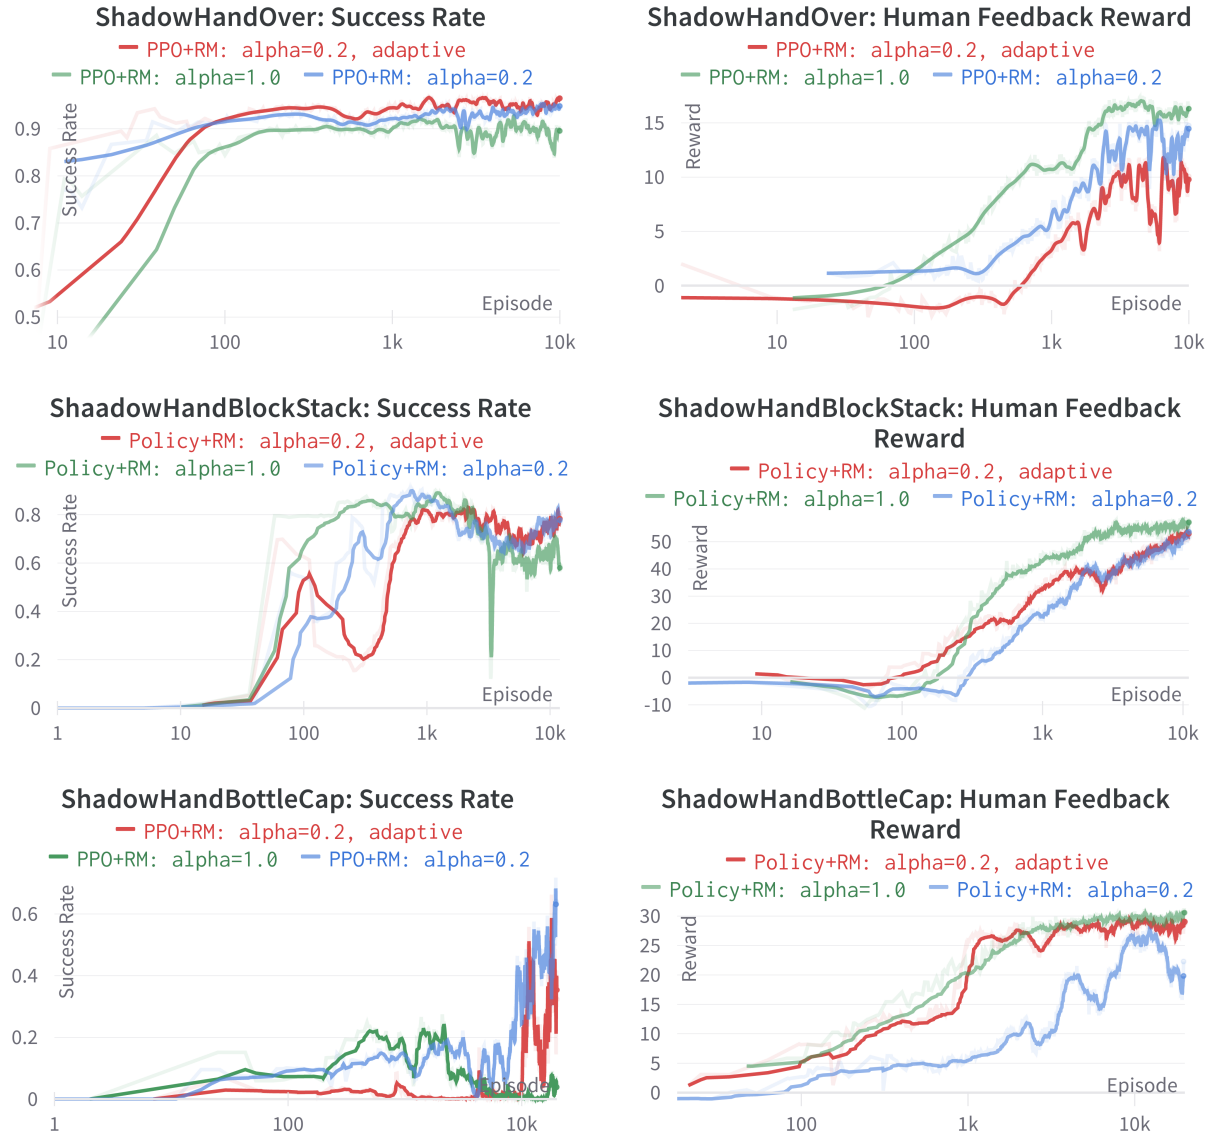 ShadowHandOver: Success Rate
PPO+RM: alpha=0.2, adaptive
PPO+RM: alpha=1.0 PPO+RM: alpha=0.2
Success Rate
0.9
0.8
0.7
0.6
0.5
Episode
10 100 1k 10k
ShadowHandOver: Human Feedback Reward
PPO+RM: alpha=0.2, adaptive
PPO+RM: alpha=1.0 PPO+RM: alpha=0.2
Reward
15
10
5
0
Episode
10 100 1k 10k
ShaadowHandBlockStack: Success Rate
Policy+RM: alpha=0.2, adaptive
Policy+RM: alpha=1.0 Policy+RM: alpha=0.2
Success Rate
0.8
0.6
0.4
0.2
0
Episode
1 10 100 1k 10k
ShadowHandBlockStack: Human Feedback
Reward
Policy+RM: alpha=0.2, adaptive
Policy+RM: alpha=1.0 Policy+RM: alpha=0.2
Reward
50
40
30
20
10
0
-10
Episode
10 100 1k 10k
ShadowHandBottleCap: Success Rate
PPO+RM: alpha=0.2, adaptive
PPO+RM: alpha=1.0 PPO+RM: alpha=0.2
Success Rate
0.6
0.4
0.2
0
Episode
1 100 10k
ShadowHandBottleCap: Human Feedback
Reward
Policy+RM: alpha=0.2, adaptive
Policy+RM: alpha=1.0 Policy+RM: alpha=0.2
Reward
30
25
20
15
10
5
0
Episode
100 1k 10k